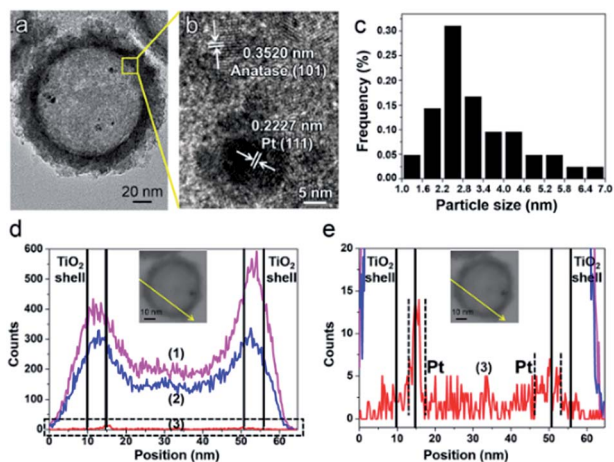 a
20 nm
b
0.3520 nm
Anatase (101)
0.2227 nm
Pt (111)
5 nm
c
Frequency (%)
0.30
0.25
0.20
0.15
0.10
0.05
0.00
1.0 1.6 2.2 2.8 3.4 4.0 4.6 5.2 5.8 6.4 7.0
Particle size (nm)
d
Counts
600
500
400
300
200
100
0
TiO2 shell
TiO2 shell
10 nm
(1)
(2)
(3)
0 10 20 30 40 50 60
Position (nm)
e
Counts
20
15
10
5
0
TiO2 shell
TiO2 shell
10 nm
Pt
(3)
Pt
0 10 20 30 40 50 60
Position (nm)